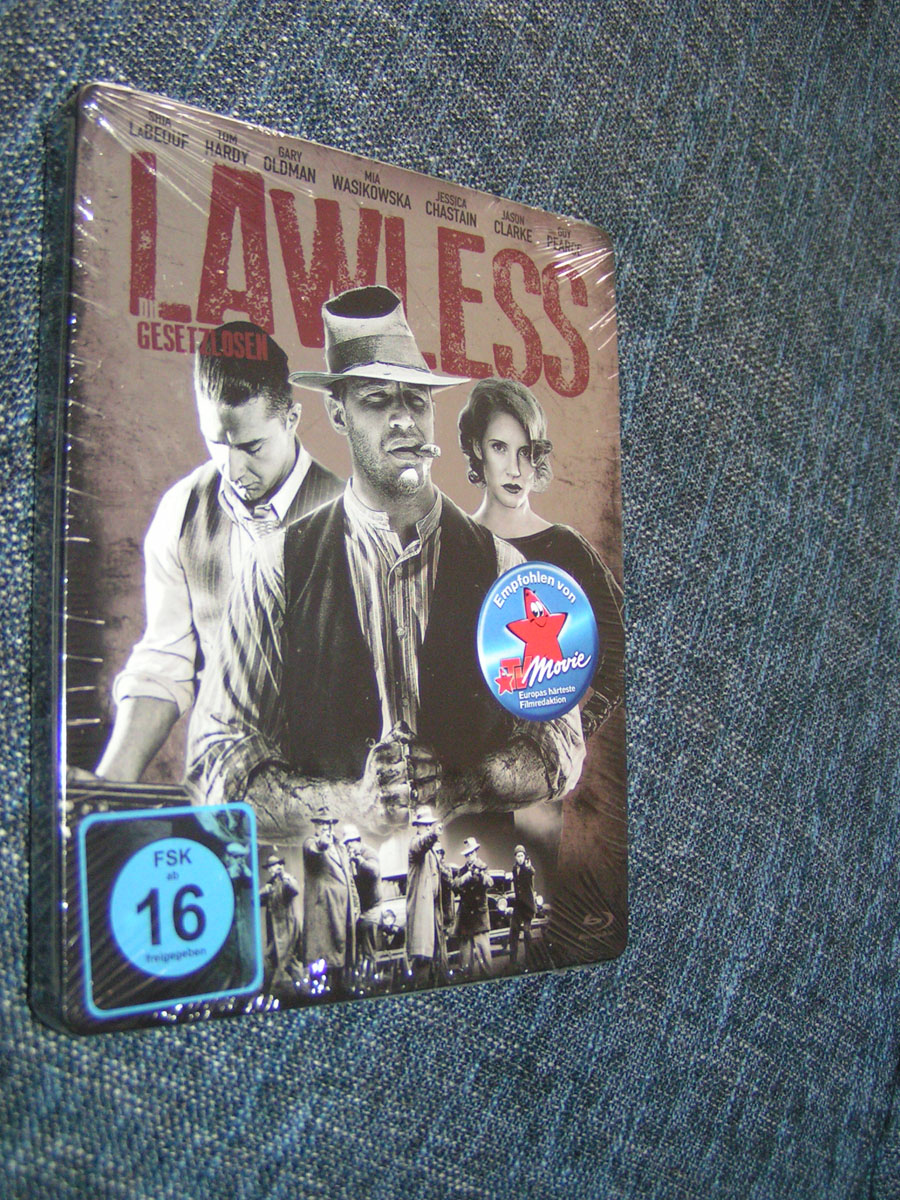 SHIA
LaBEOUF
TOM
HARDY
GARY
OLDMAN
MIA
WASIKOWSKA
JESSICA
CHASTAIN
JASON
CLARKE
GUY
PEARCE
LAWLESS
DIE
GESETZLOSEN
Empfohlen von
TV
Movie
Europas härteste
Filmredaktion
FSK
ab
16
freigegeben